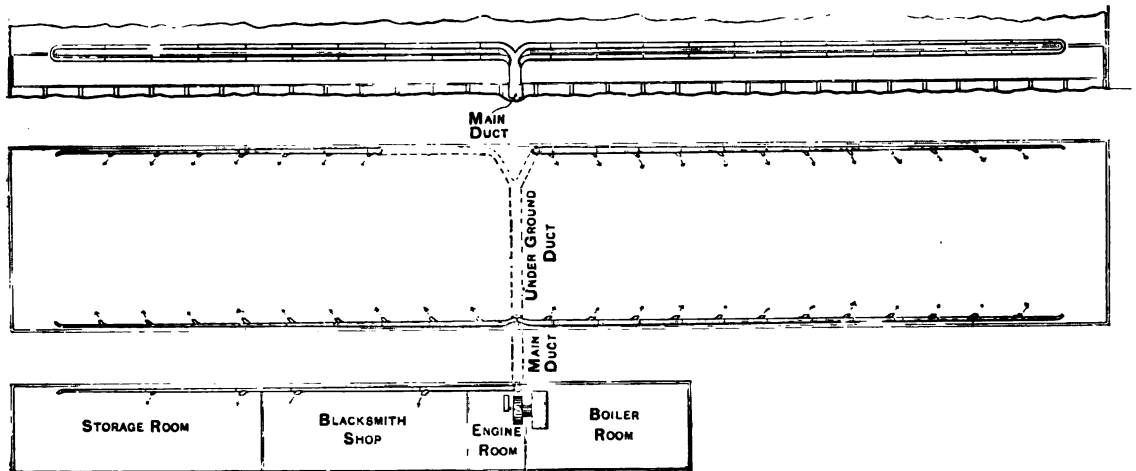 MAIN
DUCT
UNDER GROUND
DUCT
MAIN
DUCT
STORAGE ROOM
BLACKSMITH
SHOP
ENGINE
ROOM
BOILER
ROOM